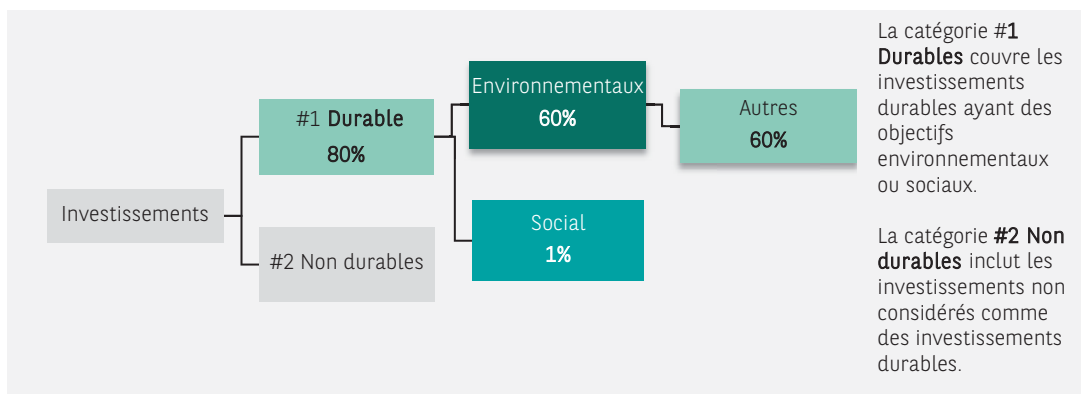 Investissements
#1 Durable
80%
#2 Non durables
Environnementaux
60%
Social
1%
Autres
60%
La catégorie #1
Durables couvre les
investissements
durables ayant des
objectifs
environnementaux
ou sociaux.
La catégorie #2 Non
durables inclut les
investissements non
considérés comme
des investissements
durables.